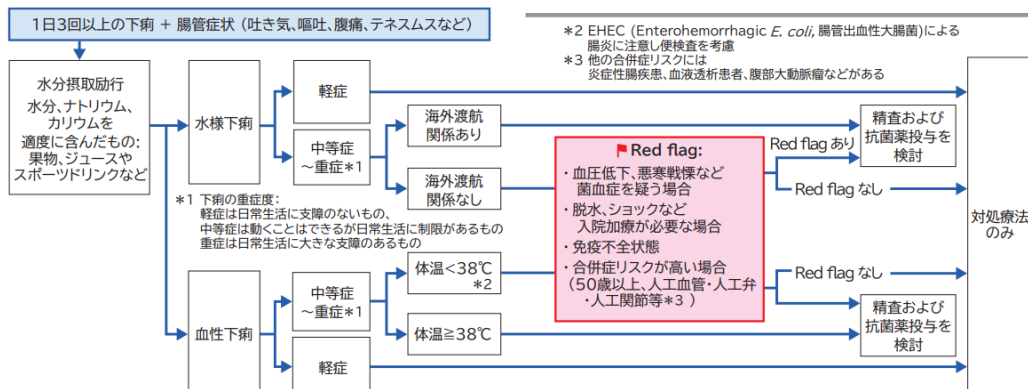 1日3回以上の下痢 + 腸管症状 (吐き気、嘔吐、腹痛、テネスムスなど)
*2 EHEC (Enterohemorrhagic E. coli, 腸管出血性大腸菌)による
腸炎に注意し便検査を考慮
*3 他の合併症リスクには
炎症性腸疾患、血液透析患者、腹部大動脈瘤などがある
水分摂取励行
水分、ナトリウム、
カリウムを
適度に含んだもの:
果物、ジュースや
スポーツドリンクなど
水様下痢
軽症
中等症
〜重症*1
海外渡航
関係あり
海外渡航
関係なし
*1 下痢の重症度:
軽症は日常生活に支障のないもの、
中等症は動くことはできるが日常生活に制限があるもの
重症は日常生活に大きな支障のあるもの
Red flag:
・血圧低下、悪寒戦慄など
菌血症を疑う場合
・脱水、ショックなど
入院加療が必要な場合
・免疫不全状態
・合併症リスクが高い場合
(50歳以上、人工血管・人工弁
・人工関節等*3 )
Red flag あり
精査および
抗菌薬投与を
検討
Red flag なし
対処療法
のみ
血性下痢
中等症
〜重症*1
体温<38℃
*2
体温≧38℃
軽症
Red flag なし
精査および
抗菌薬投与を
検討